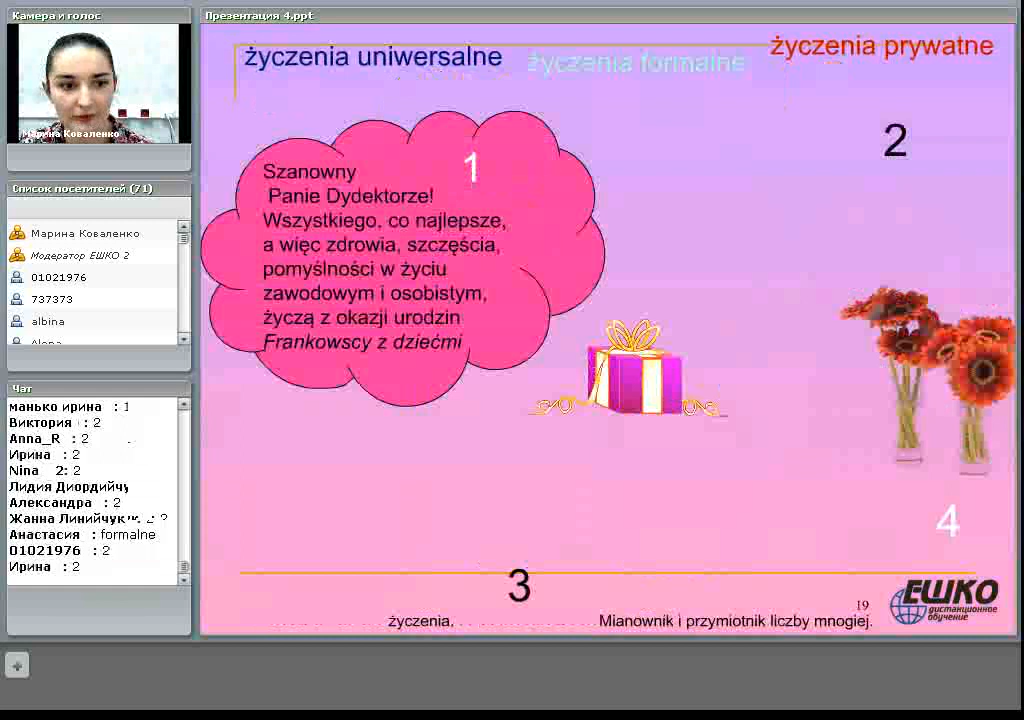 Камера и голос
Марина Коваленко
Список посетителей (71)
Марина Коваленко
Модератор ЕШКО 2
01021976
737373
albina
Чат
манько ирина : 1
Виктория : 2
Anna_R : 2
Ирина : 2
Nina 2: 2
Лидия Диордийчу
Александра : 2
Жанна Линийчук
Анастасия : formalne
01021976 : 2
Ирина : 2
Презентация 4.ppt
życzenia uniwersalne
życzenia formalne
życzenia prywatne
1
2
Szanowny
Panie Dydektorze!
Wszystkiego, co najlepsze,
a więc zdrowia, szczęścia,
pomyślności w życiu
zawodowym i osobistym,
życzą z okazji urodzin
Frankowscy z dziećmi
4
3
19
życzenia.
Mianownik i przymiotnik liczby mnogiej.
ЕШКО
дистанционное
обучение